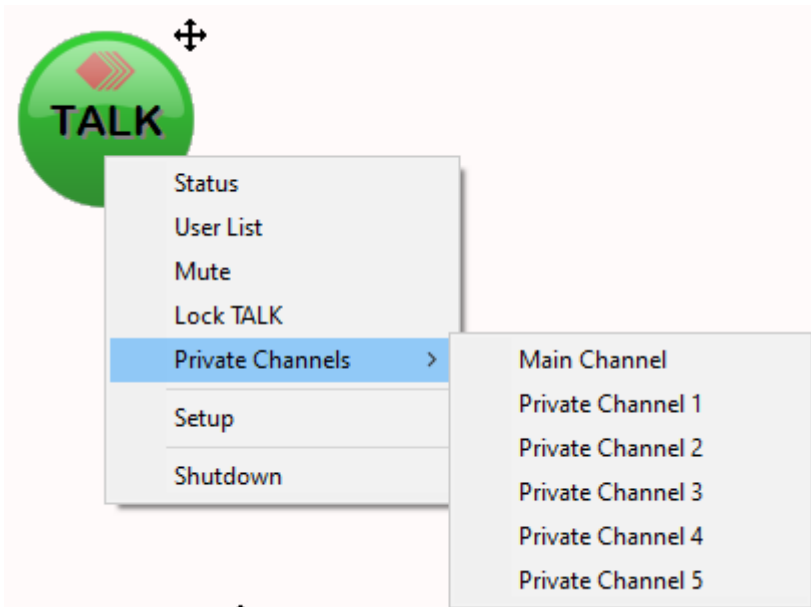 TALK
Status
User List
Mute
Lock TALK
Private Channels
Setup
Shutdown
Main Channel
Private Channel 1
Private Channel 2
Private Channel 3
Private Channel 4
Private Channel 5